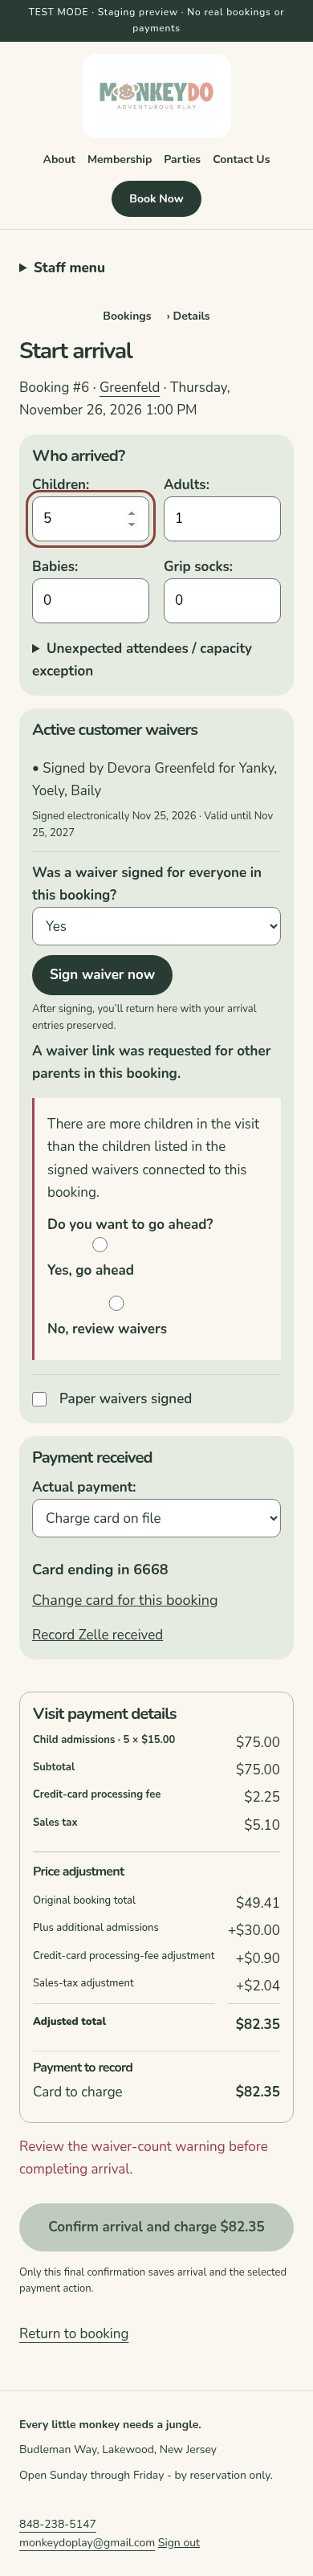 TEST MODE · Staging preview · No real bookings or
payments
MONKEYDO
ADVENTUROUS PLAY
About Membership Parties Contact Us
Book Now
▶ Staff menu
Bookings › Details
Start arrival
Booking #6 · Greenfield · Thursday,
November 26, 2026 1:00 PM
Who arrived?
Children: Adults:
5 1
Babies: Grip socks:
0 0
▶ Unexpected attendees / capacity
exception
Active customer waivers
• Signed by Devora Greenfeld for Yanky,
Yoely, Baily
Signed electronically Nov 25, 2026 · Valid until Nov
25, 2027
Was a waiver signed for everyone in
this booking?
Yes
Sign waiver now
After signing, you’ll return here with your arrival
entries preserved.
A waiver link was requested for other
parents in this booking.
There are more children in the visit
than the children listed in the
signed waivers connected to this
booking.
Do you want to go ahead?
Yes, go ahead
No, review waivers
Paper waivers signed
Payment received
Actual payment:
Charge card on file
Card ending in 6668
Change card for this booking
Record Zelle received
Visit payment details
Child admissions · 5 × $15.00 $75.00
Subtotal $75.00
Credit-card processing fee $2.25
Sales tax $5.10
Price adjustment
Original booking total $49.41
Plus additional admissions +$30.00
Credit-card processing-fee adjustment +$0.90
Sales-tax adjustment +$2.04
Adjusted total $82.35
Payment to record
Card to charge $82.35
Review the waiver-count warning before
completing arrival.
Confirm arrival and charge $82.35
Only this final confirmation saves arrival and the selected
payment action.
Return to booking
Every little monkey needs a jungle.
Budleman Way, Lakewood, New Jersey
Open Sunday through Friday - by reservation only.
848-238-5147
monkeydoplay@gmail.com Sign out